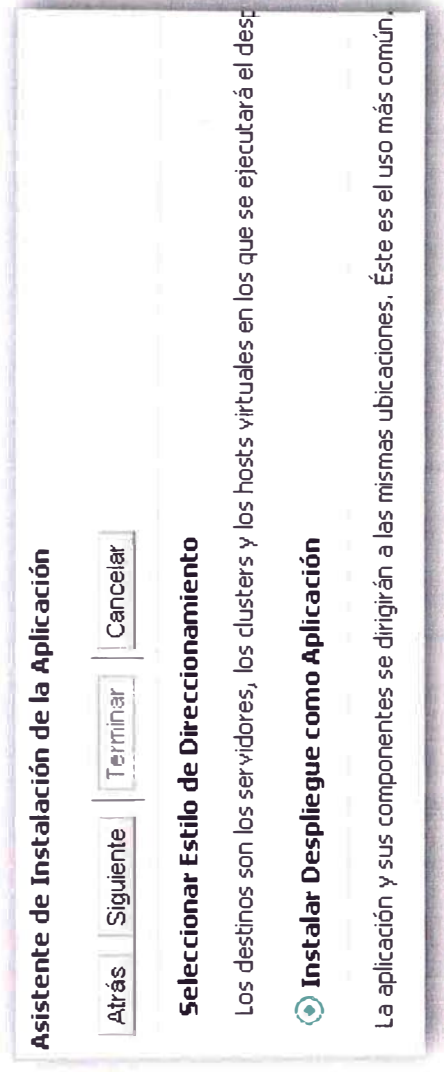 Asistente de Instalación de la Aplicación
Atrás Siguiente Terminar Cancelar
Seleccionar Estilo de Direccionamiento
Los destinos son los servidores, los clusters y los hosts virtuales en los que se ejecutará el desp
Instalar Despliegue como Aplicación
La aplicación y sus componentes se dirigirán a las mismas ubicaciones. Éste es el uso más común.